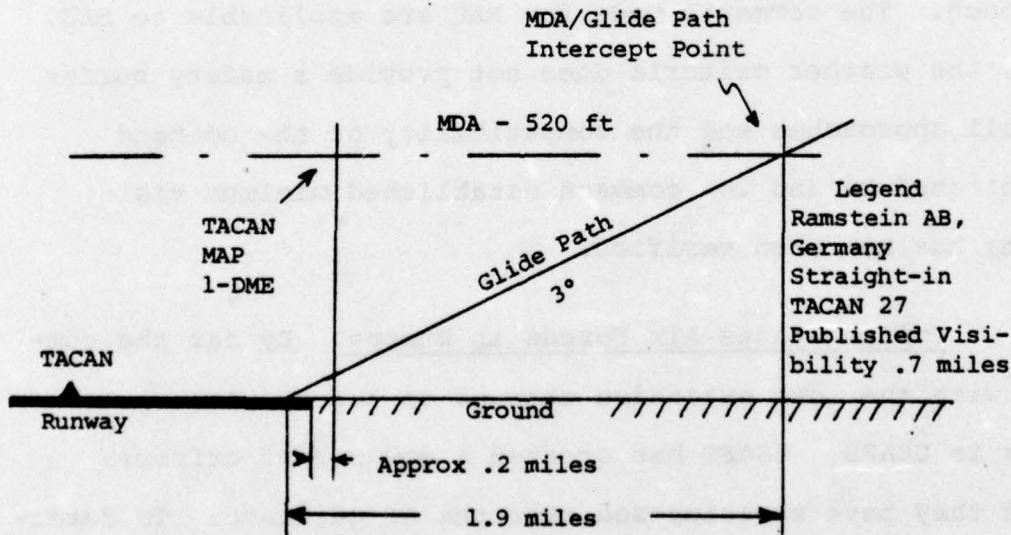 MDA/Glide Path
Intercept Point
MDA - 520 ft
TACAN
MAP
1-DME
Glide Path
3°
Legend
Ramstein AB,
Germany
Straight-in
TACAN 27
Published Visi-
bility .7 miles
TACAN
Runway
Ground
Approx .2 miles
1.9 miles